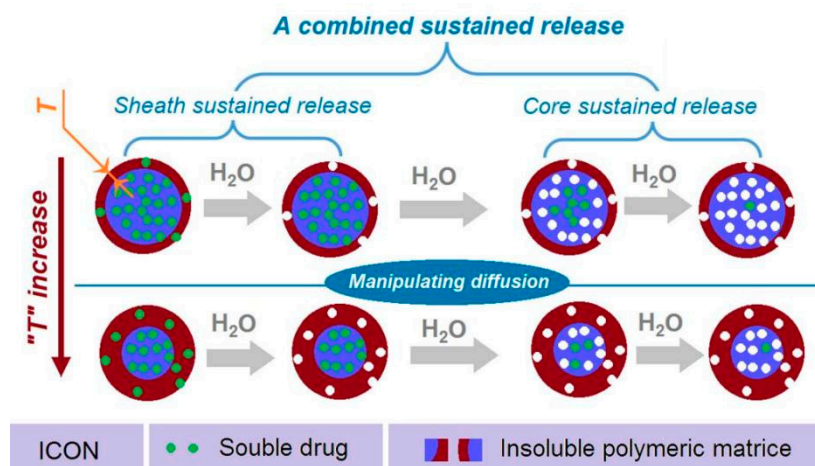 A combined sustained release
Sheath sustained release
Core sustained release
T
H2O
H2O
H2O
"T" increase
Manipulating diffusion
H2O
H2O
H2O
ICON
Souble drug
Insoluble polymeric matrice